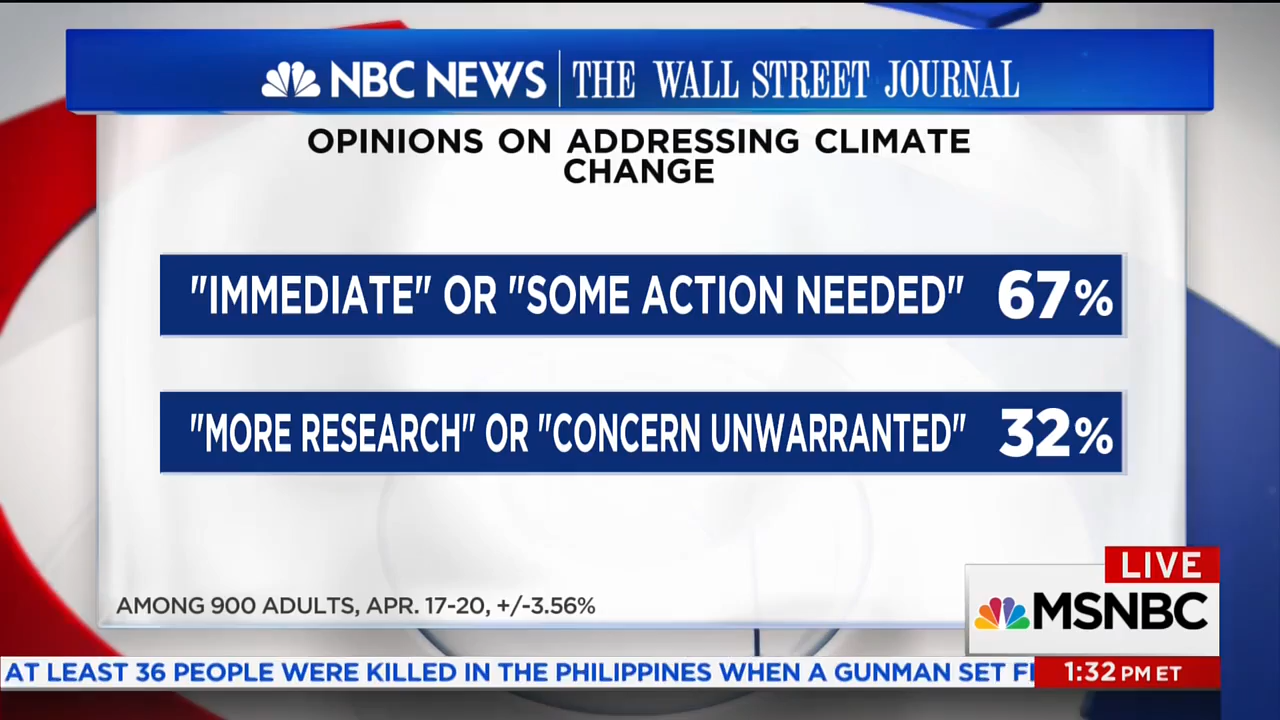 NBC NEWS | THE WALL STREET JOURNAL
OPINIONS ON ADDRESSING CLIMATE
CHANGE
"IMMEDIATE" OR "SOME ACTION NEEDED" 67%
"MORE RESEARCH" OR "CONCERN UNWARRANTED" 32%
AMONG 900 ADULTS, APR. 17-20, +/-3.56%
LIVE
MSNBC
AT LEAST 36 PEOPLE WERE KILLED IN THE PHILIPPINES WHEN A GUNMAN SET
1:32 PM ET